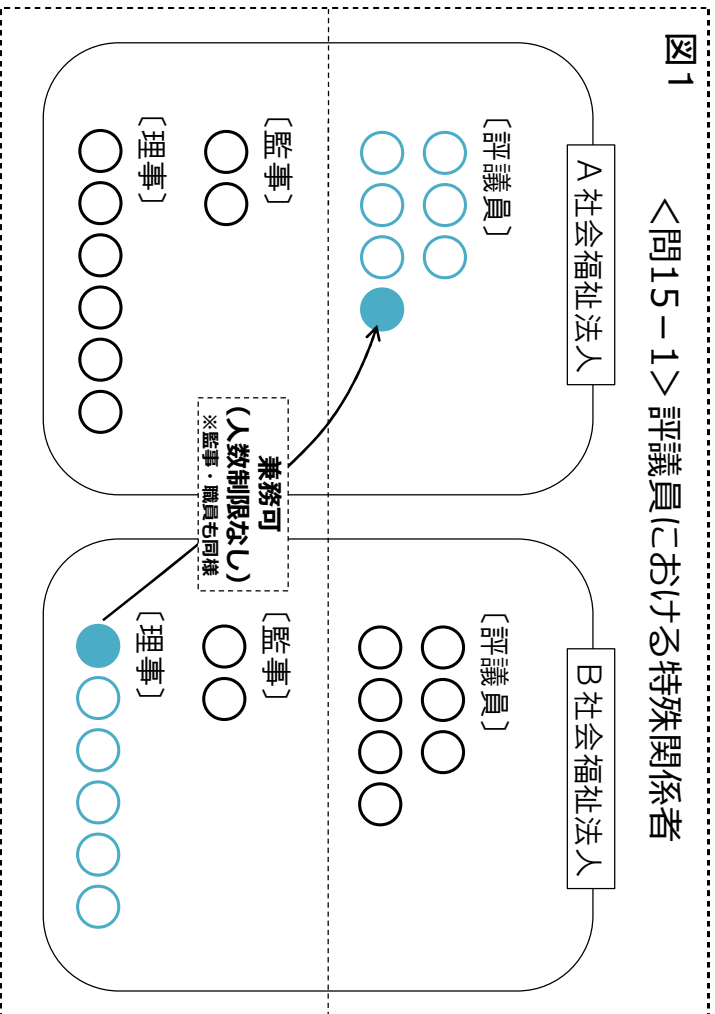 図1
<問15－1>評議員における特殊関係者
A社会福祉法人
〔評議員〕
〔監事〕
〔理事〕
兼務可
(人数制限なし)
※監事・職員も同様
B社会福祉法人
〔評議員〕
〔監事〕
〔理事〕